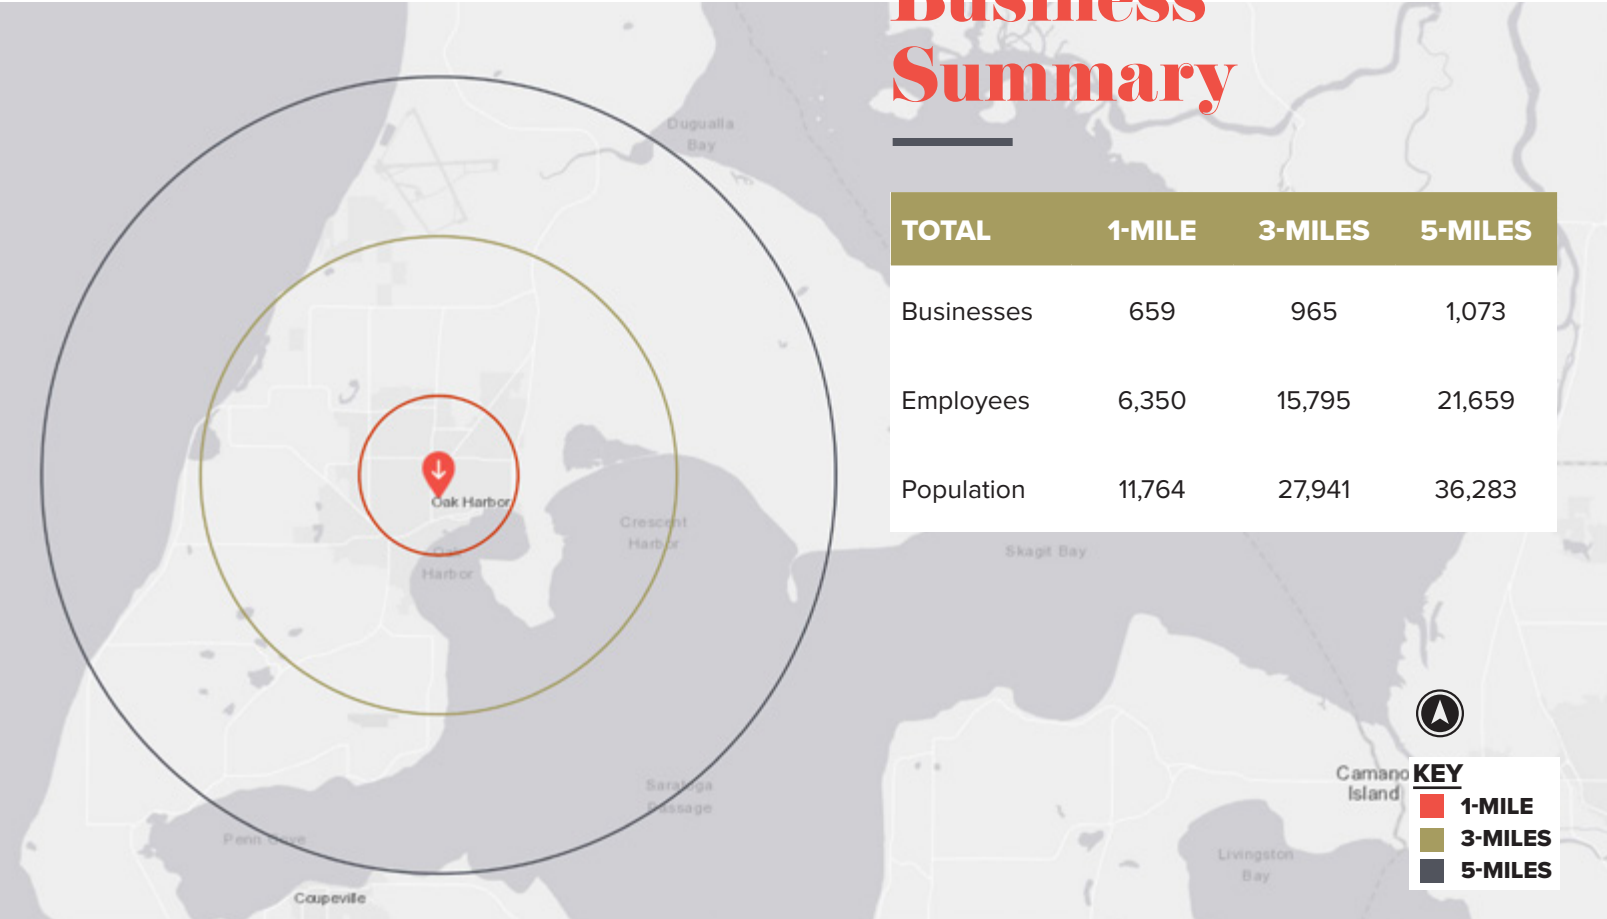 Business
Summary
TOTAL 1-MILE 3-MILES 5-MILES
Businesses 659 965 1,073
Employees 6,350 15,795 21,659
Population 11,764 27,941 36,283
Dugualla
Bay
Oak Harbor
Oak
Harbor
Crescent
Harbor
Skagit Bay
Saratoga
Passage
Penn Cove
Coupeville
Camano
Island
Livingston
Bay
KEY
1-MILE
3-MILES
5-MILES